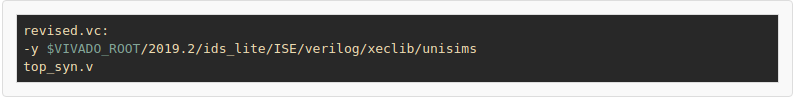 revised.vc:
-y $VIVADO_ROOT/2019.2/ids_lite/ISE/verilog/xeclib/unisims
top_syn.v